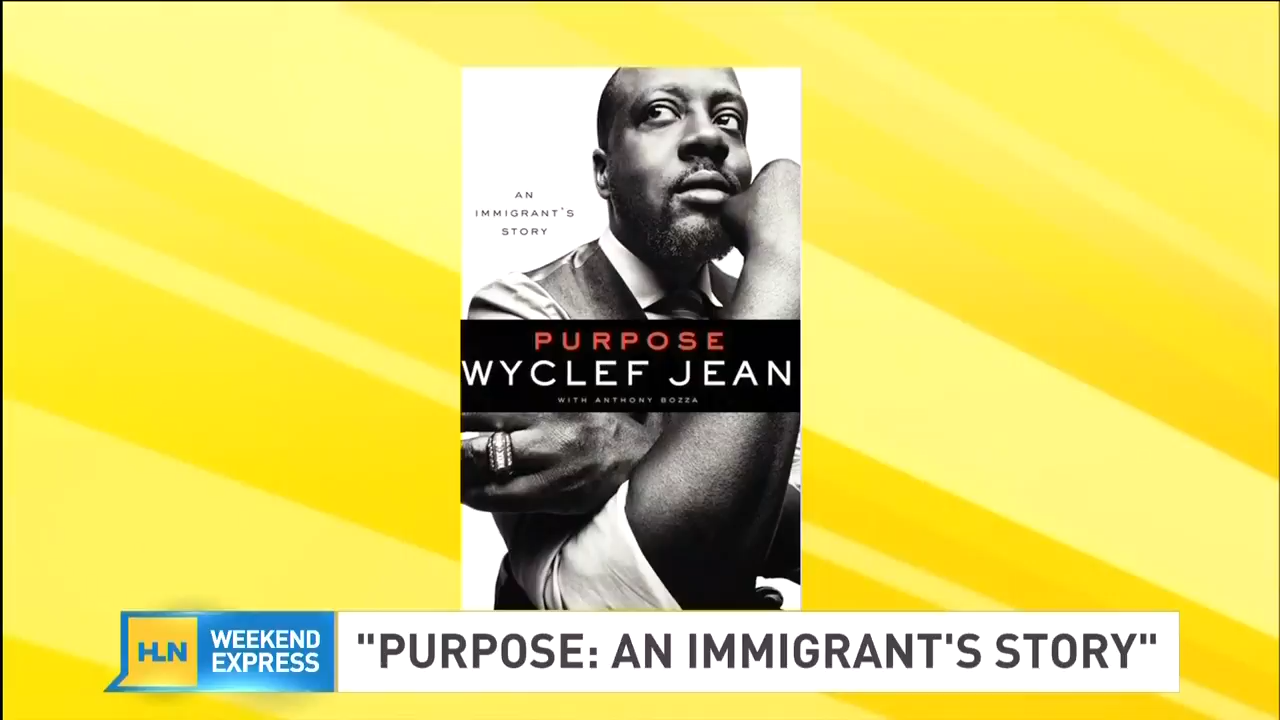 AN
IMMIGRANT'S
STORY
PURPOSE
WYCLEF JEAN
WITH ANTHONY BOZZA
HLN
WEEKEND
EXPRESS
"PURPOSE: AN IMMIGRANT'S STORY"